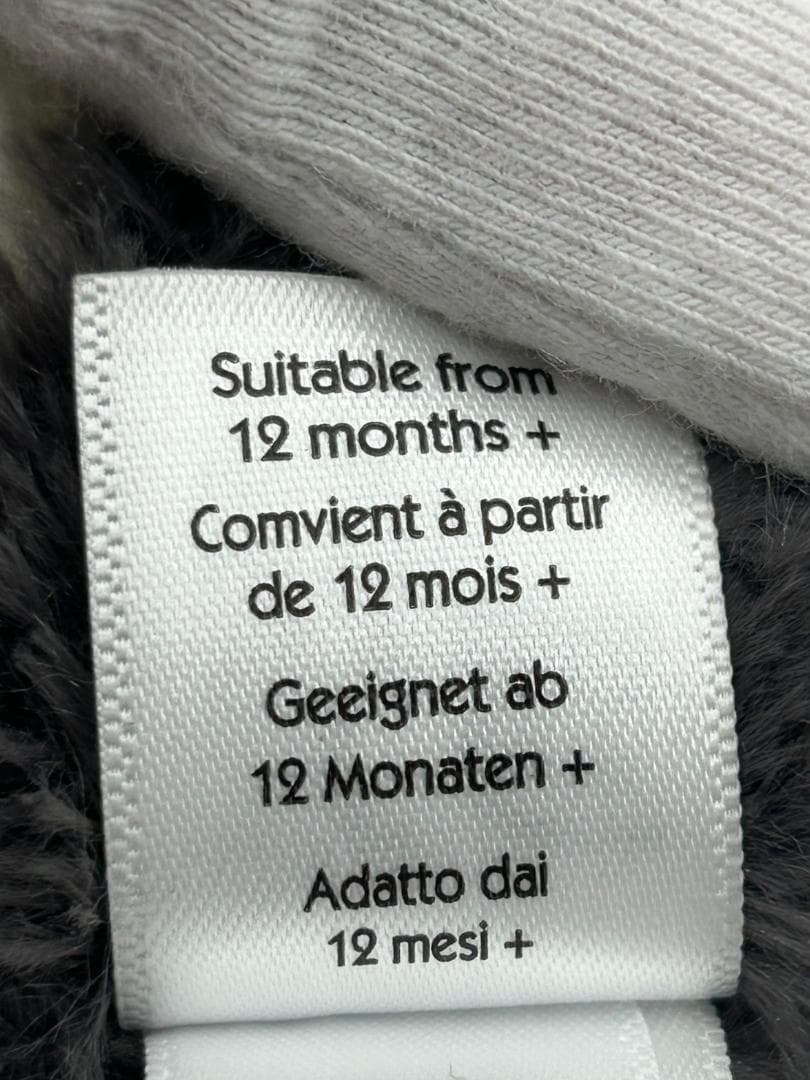 Suitable from
12 months +
Comvient à partir
de 12 mois +
Geeignet ab
12 Monaten +
Adatto dai
12 mesi +